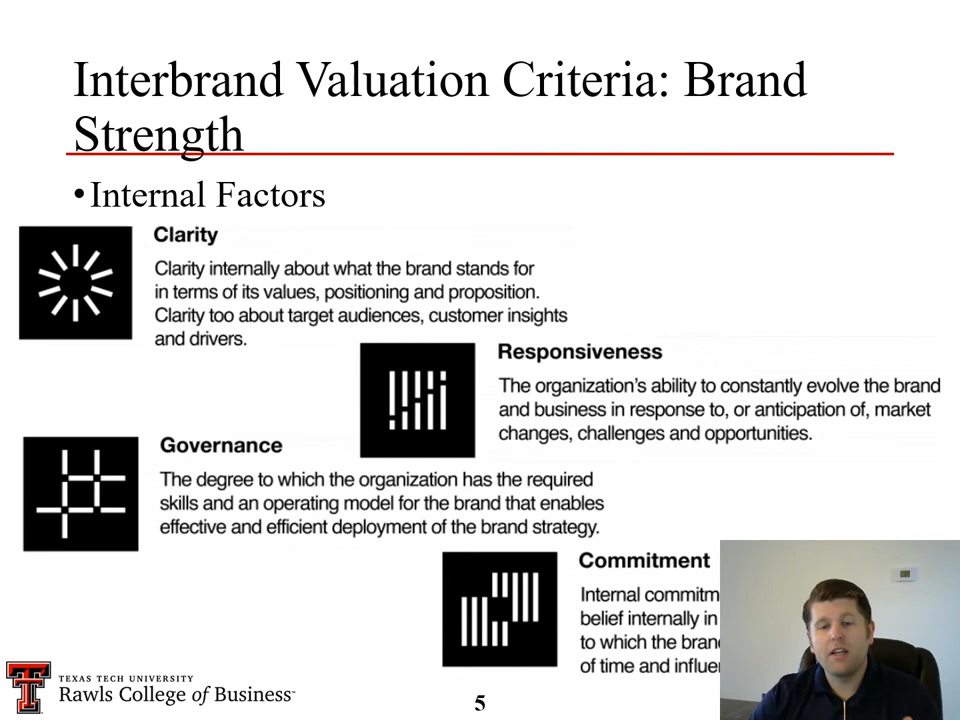 Interbrand Valuation Criteria: Brand
Strength
• Internal Factors
Clarity
Clarity internally about what the brand stands for
in terms of its values, positioning and proposition.
Clarity too about target audiences, customer insights
and drivers.
Responsiveness
The organization's ability to constantly evolve the brand
and business in response to, or anticipation of, market
changes, challenges and opportunities.
Governance
The degree to which the organization has the required
skills and an operating model for the brand that enables
effective and efficient deployment of the brand strategy.
Commitment
Internal
belief internally in
to which the
of time and
TEXAS TECH UNIVERSITY
Rawls College of Business
5